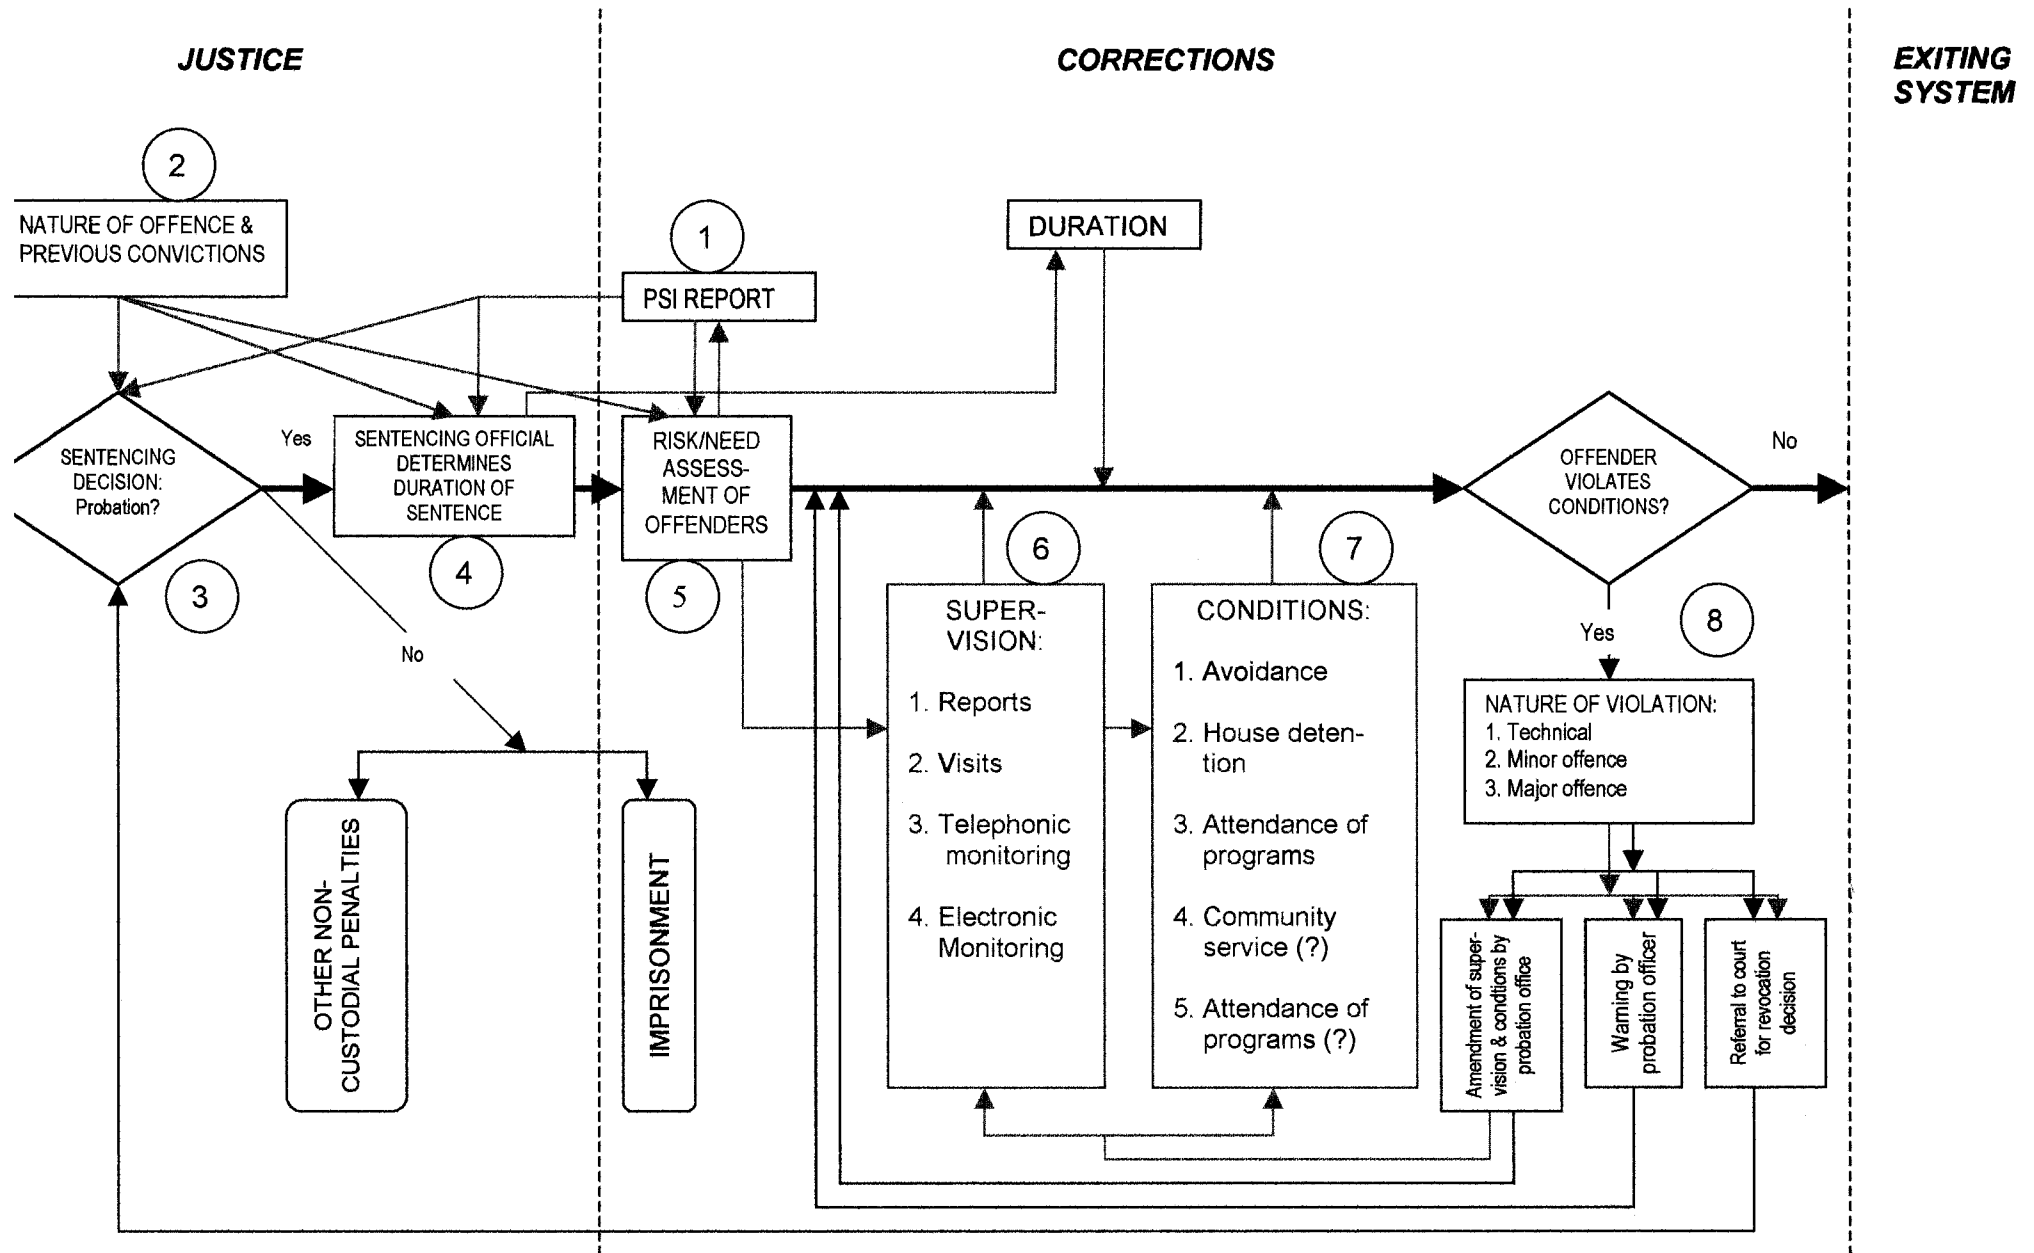 JUSTICE
CORRECTIONS
EXITING
SYSTEM
2
NATURE OF OFFENCE &
PREVIOUS CONVICTIONS
1
PSI REPORT
DURATION
SENTENCING
DECISION:
Probation?
3
Yes
No
SENTENCING OFFICIAL
DETERMINES
DURATION OF
SENTENCE
4
RISK/NEED
ASSESS-
MENT OF
OFFENDERS
5
6
SUPER-
VISION:
1. Reports
2. Visits
3. Telephonic
monitoring
4. Electronic
Monitoring
7
CONDITIONS:
1. Avoidance
2. House deten-
tion
3. Attendance of
programs
4. Community
service (?)
5. Attendance of
programs (?)
OFFENDER
VIOLATES
CONDITIONS?
No
Yes
8
NATURE OF VIOLATION:
1. Technical
2. Minor offence
3. Major offence
Amendment of super-
vision & condtions by
probation office
Warning by
probation officer
Referral to court
for revocation
decision
OTHER NON-
CUSTODIAL PENALTIES
IMPRISONMENT